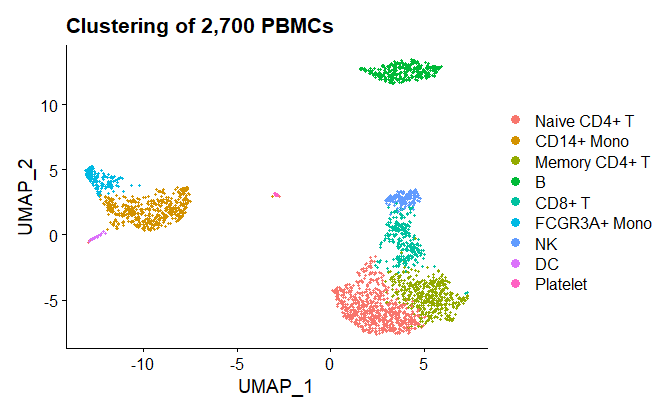 Clustering of 2,700 PBMCs
10
5
0
-5
UMAP_2
-10
-5
0
5
UMAP_1
Naive CD4+ T
CD14+ Mono
Memory CD4+ T
B
CD8+ T
FCGR3A+ Mono
NK
DC
Platelet